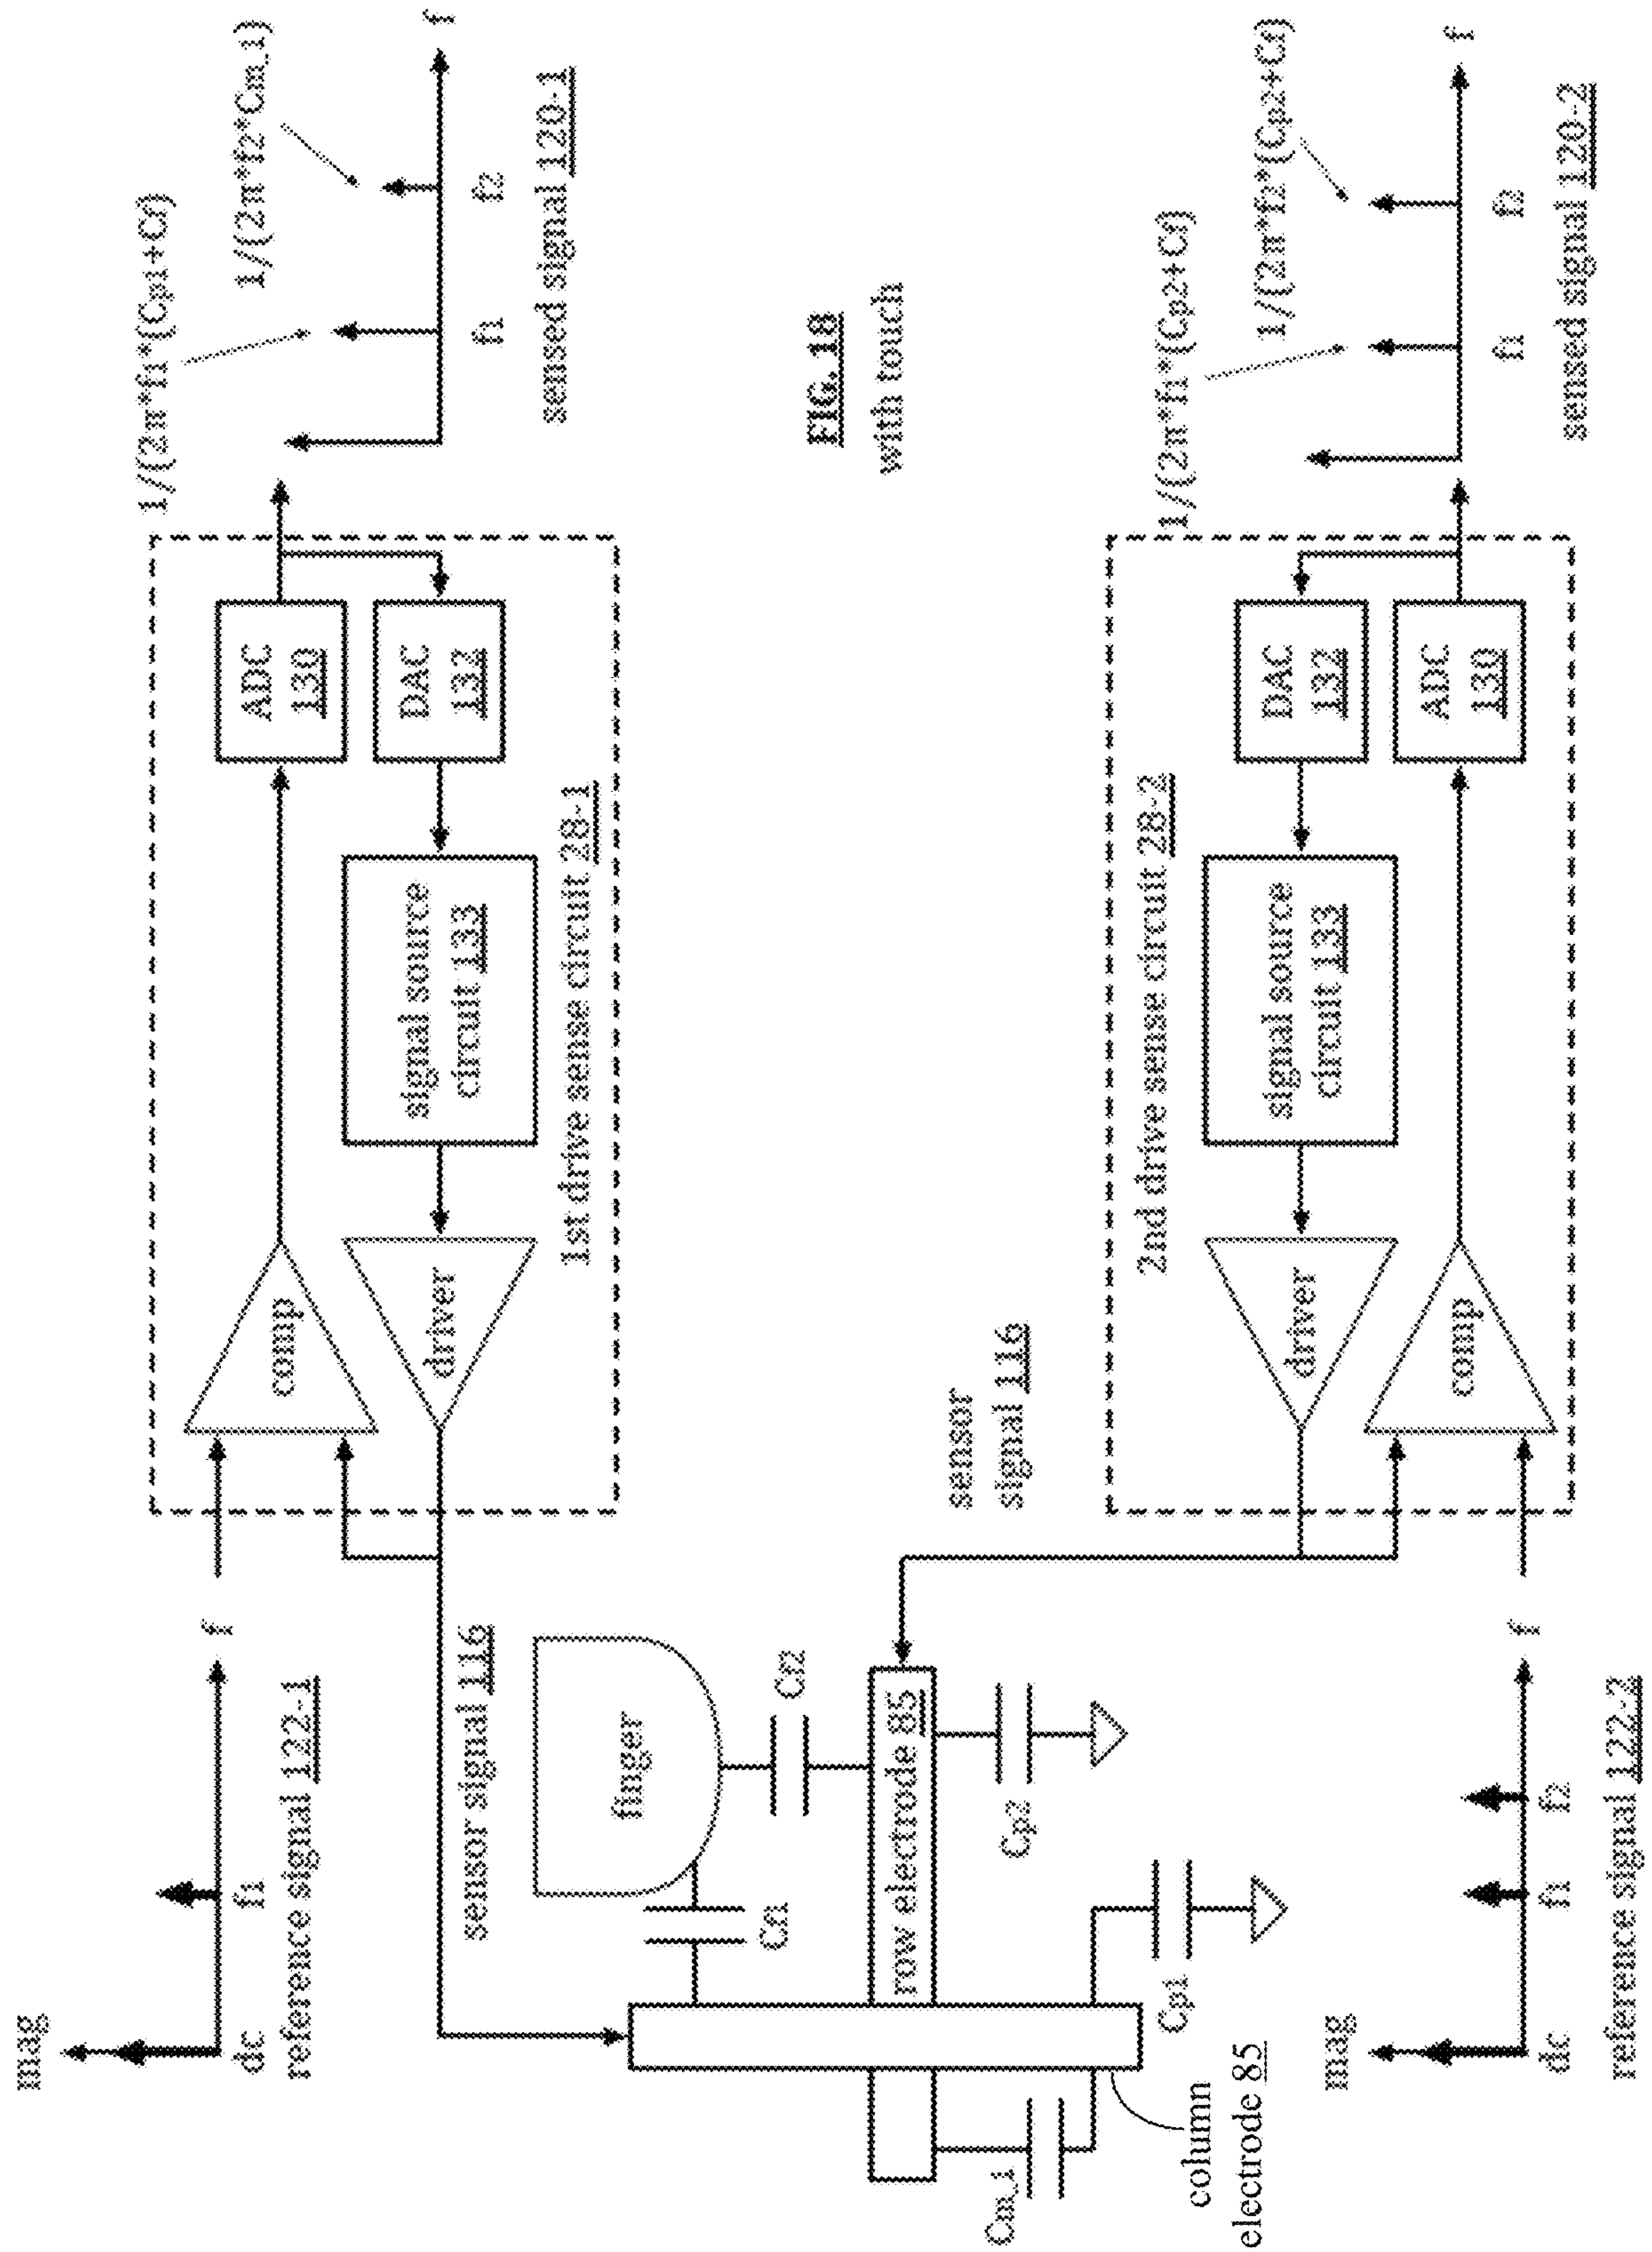 mag
dc
f1
f
reference signal 122-1
comp
ADC
130
DAC
132
signal source
circuit 133
driver
1st drive sense circuit 28-1
1/(2π*f1*(Cp1+Cf)
1/(2π*f2*Cm_1)
f1
f2
f
sensed signal 120-1
sensor signal 116
finger
Cf1
Cf2
row electrode 85
Cp2
Cp1
Cm_1
column
electrode 85
FIG. 18
with touch
sensor
signal 116
2nd drive sense circuit 28-2
driver
signal source
circuit 133
DAC
132
comp
ADC
130
1/(2π*f1*(Cp2+Cf)
1/(2π*f2*(Cp2+Cf)
f1
f2
f
sensed signal 120-2
mag
dc
f1
f2
f
reference signal 122-2